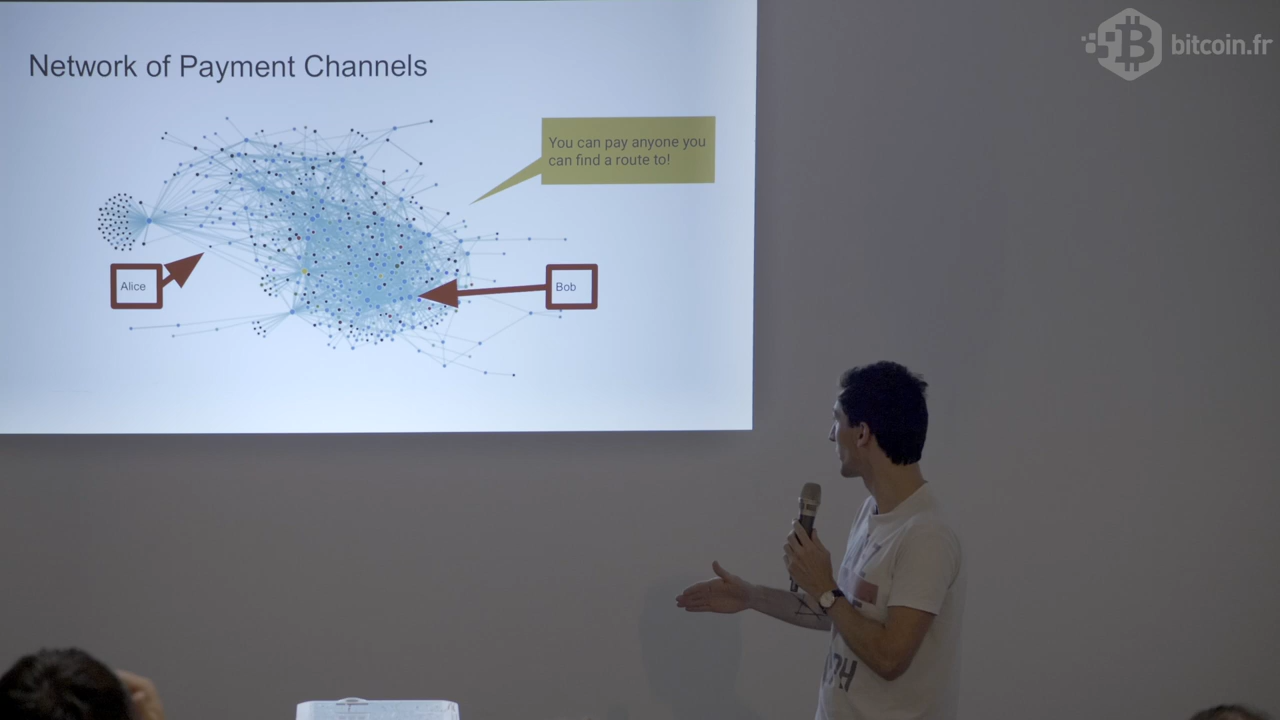 Network of Payment Channels
bitcoin.fr
You can pay anyone you
can find a route to!
Alice
Bob